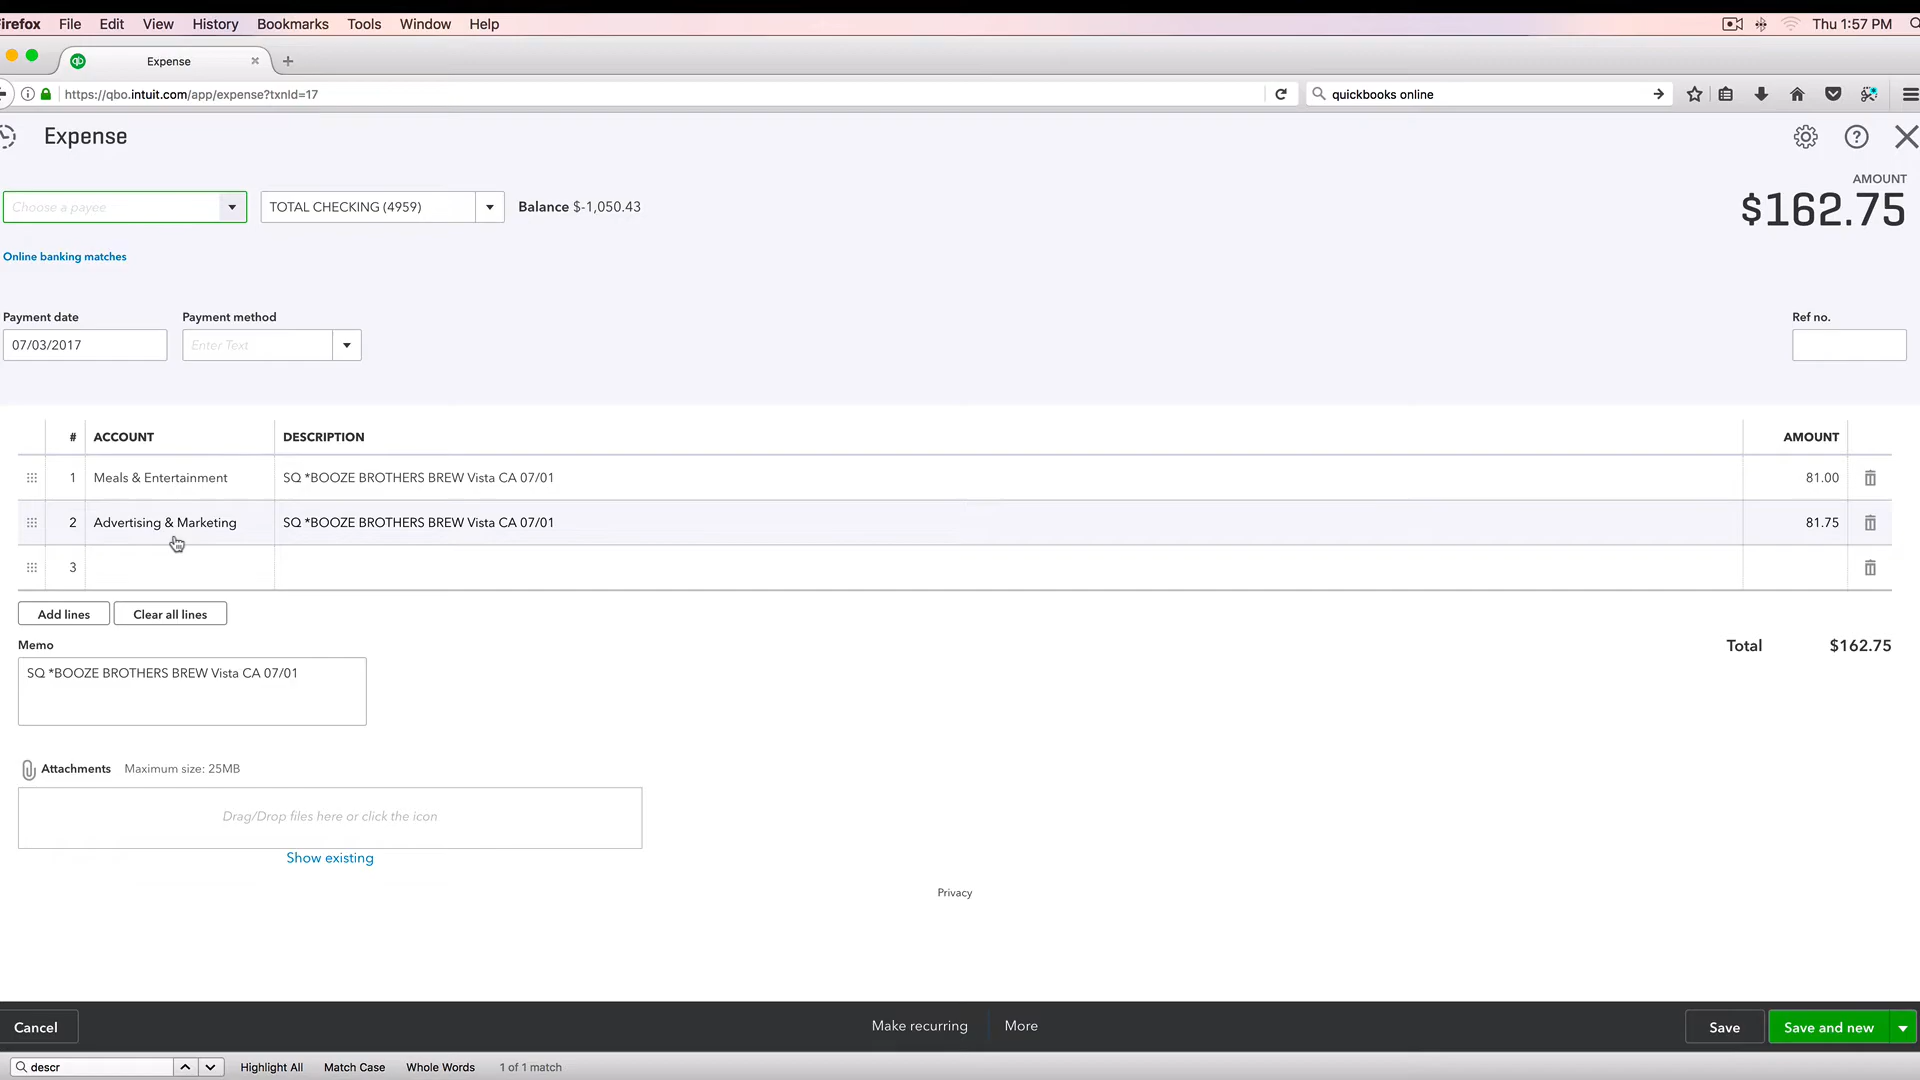 Firefox File Edit View History Bookmarks Tools Window Help Thu 1:57 PM
Expense
https://qbo.intuit.com/app/expense?txnId=17
quickbooks online
Expense
AMOUNT
$162.75
Choose a payee
TOTAL CHECKING (4959)
Balance $-1,050.43
Online banking matches
Payment date Payment method Ref no.
07/03/2017 Enter Text
# ACCOUNT DESCRIPTION AMOUNT
1 Meals & Entertainment SQ *BOOZE BROTHERS BREW Vista CA 07/01 81.00
2 Advertising & Marketing SQ *BOOZE BROTHERS BREW Vista CA 07/01 81.75
3
Add lines Clear all lines
Memo Total $162.75
SQ *BOOZE BROTHERS BREW Vista CA 07/01
Attachments Maximum size: 25MB
Drag/Drop files here or click the icon
Show existing
Privacy
Cancel Make recurring More Save Save and new
descr Highlight All Match Case Whole Words 1 of 1 match